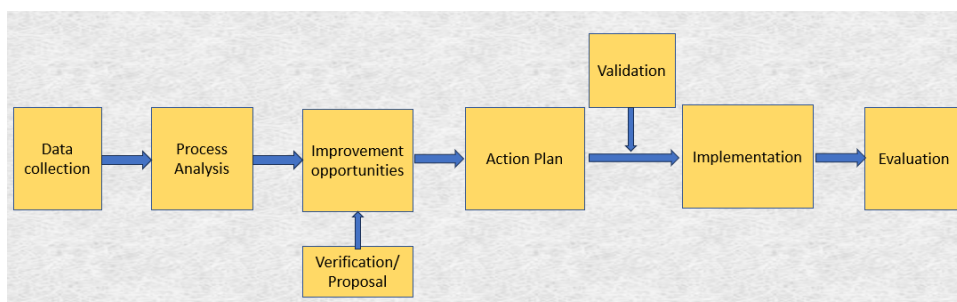 Data
collection
Process
Analysis
Improvement
opportunities
Verification/
Proposal
Action Plan
Validation
Implementation
Evaluation